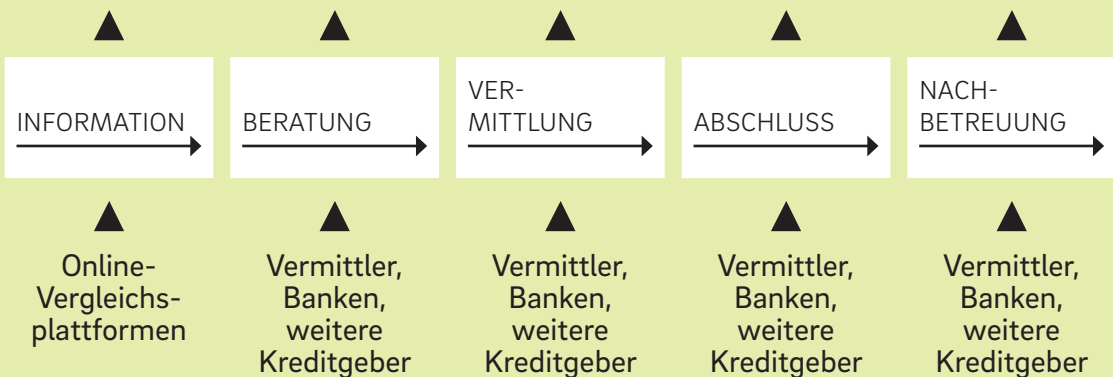 INFORMATION
BERATUNG
VER-
MITTLUNG
ABSCHLUSS
NACH-
BETREUUNG
Online-
Vergleichs-
plattformen
Vermittler,
Banken,
weitere
Kreditgeber
Vermittler,
Banken,
weitere
Kreditgeber
Vermittler,
Banken,
weitere
Kreditgeber
Vermittler,
Banken,
weitere
Kreditgeber